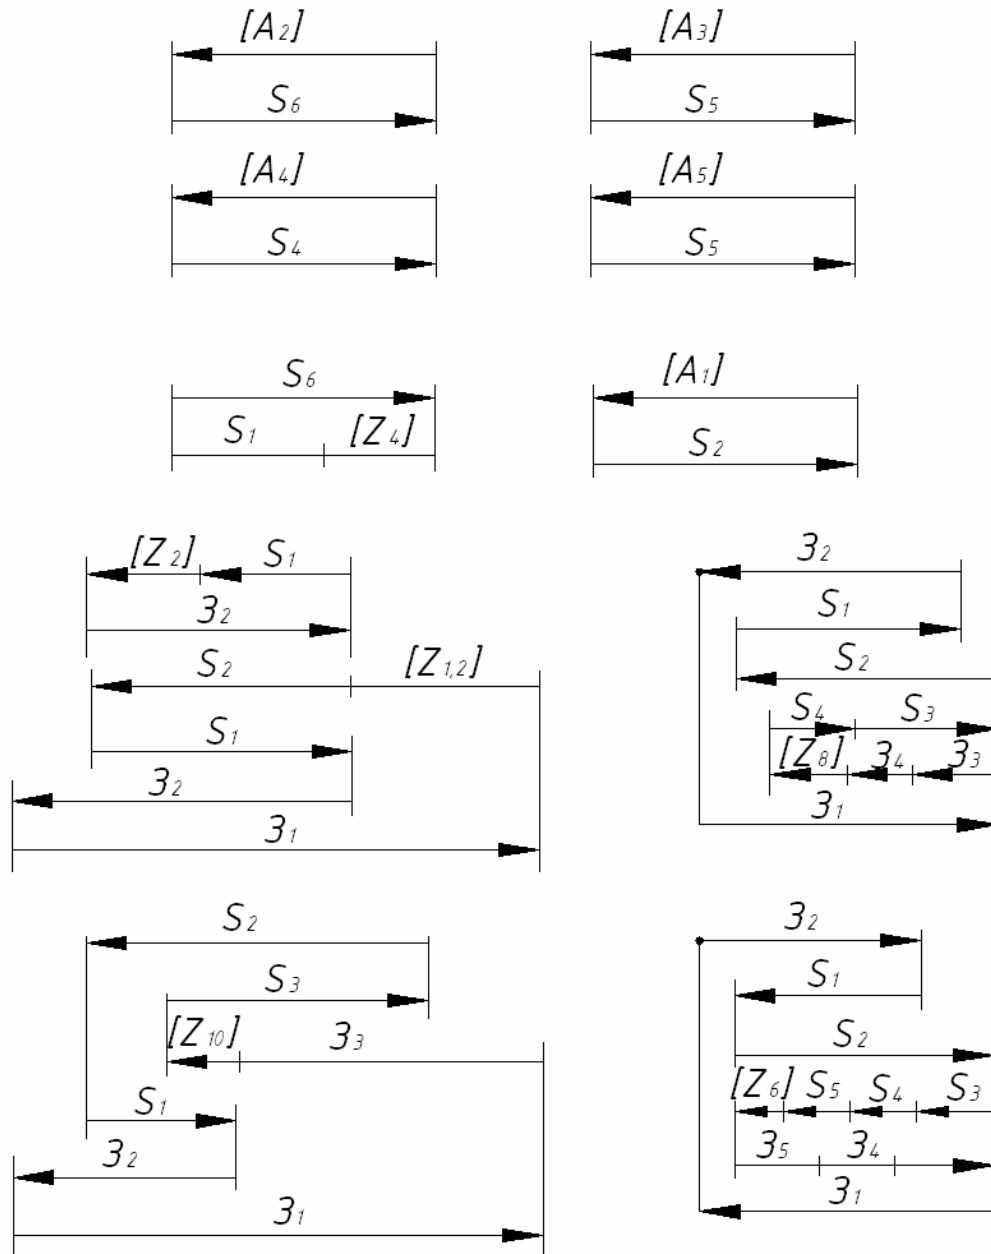 [A2]
S6
[A3]
S5
[A4]
S4
[A5]
S5
S6
S1 [Z4]
[A1]
S2
[Z2] S1
З2
S2 [Z1,2]
S1
З2
З1
З2
S1
S2
S4 S3
[Z8] З4 З3
З1
S2
S3
[Z10] З3
S1
З2
З1
З2
S1
S2
[Z6] S5 S4 S3
З5 З4
З1